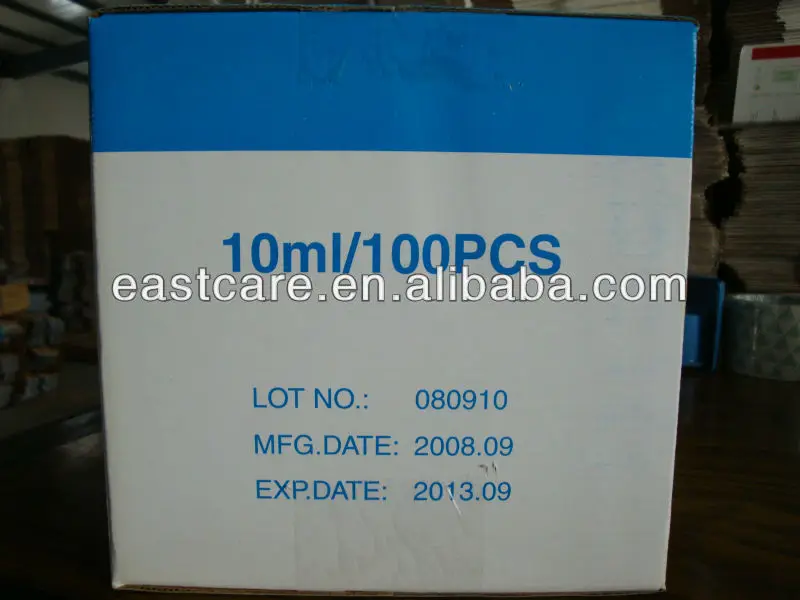 10ml/100PCS
eastcare.en.alibaba.com
LOT NO.: 080910
MFG.DATE: 2008.09
EXP.DATE: 2013.09